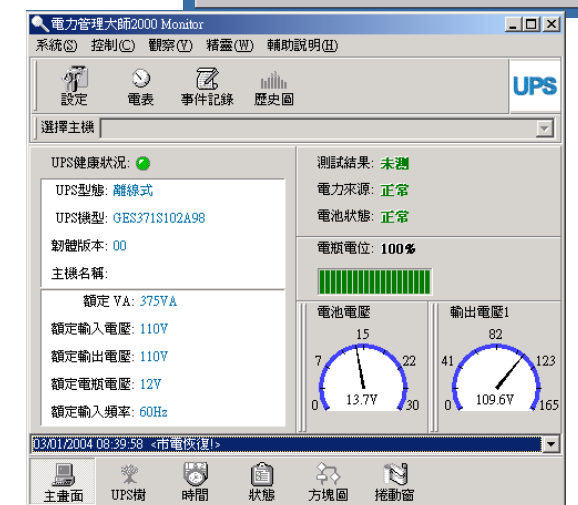 電力管理大師2000 Monitor
系統(S) 控制(C) 觀察(V) 精靈(W) 輔助說明(H)
設定 電表 事件記錄 歷史圖
UPS
選擇主機
UPS健康狀況:
UPS型態: 離線式
UPS機型: GES371S102A98
韌體版本: 00
主機名稱:
額定 VA: 375VA
額定輸入電壓: 110V
額定輸出電壓: 110V
額定電瓶電壓: 12V
額定輸入頻率: 60Hz
測試結果: 未測
電力來源: 正常
電池狀態: 正常
電瓶電位: 100%
電池電壓
15
7 22
0 13.7V 30
輸出電壓1
82
41 123
0 109.6V 165
03/01/2004 08:39:58 <市電恢復!>
主畫面 UPS樹 時間 狀態 方塊圖 捲動窗